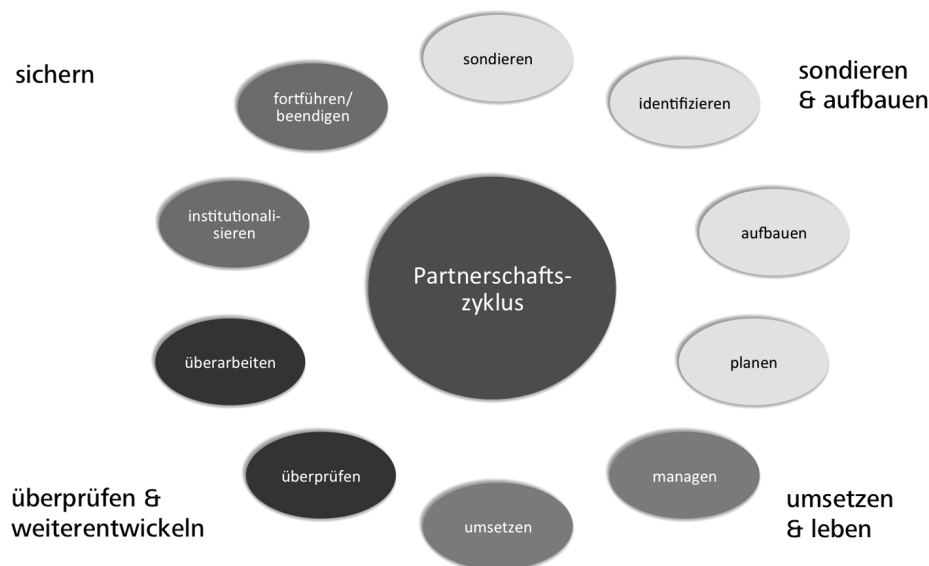 sondieren
sichern
sondieren
& aufbauen
fortführen/
beendigen
identifizieren
institutionali-
sieren
aufbauen
Partnerschafts-
zyklus
überarbeiten
planen
überprüfen
managen
überprüfen &
weiterentwickeln
umsetzen
umsetzen
& leben